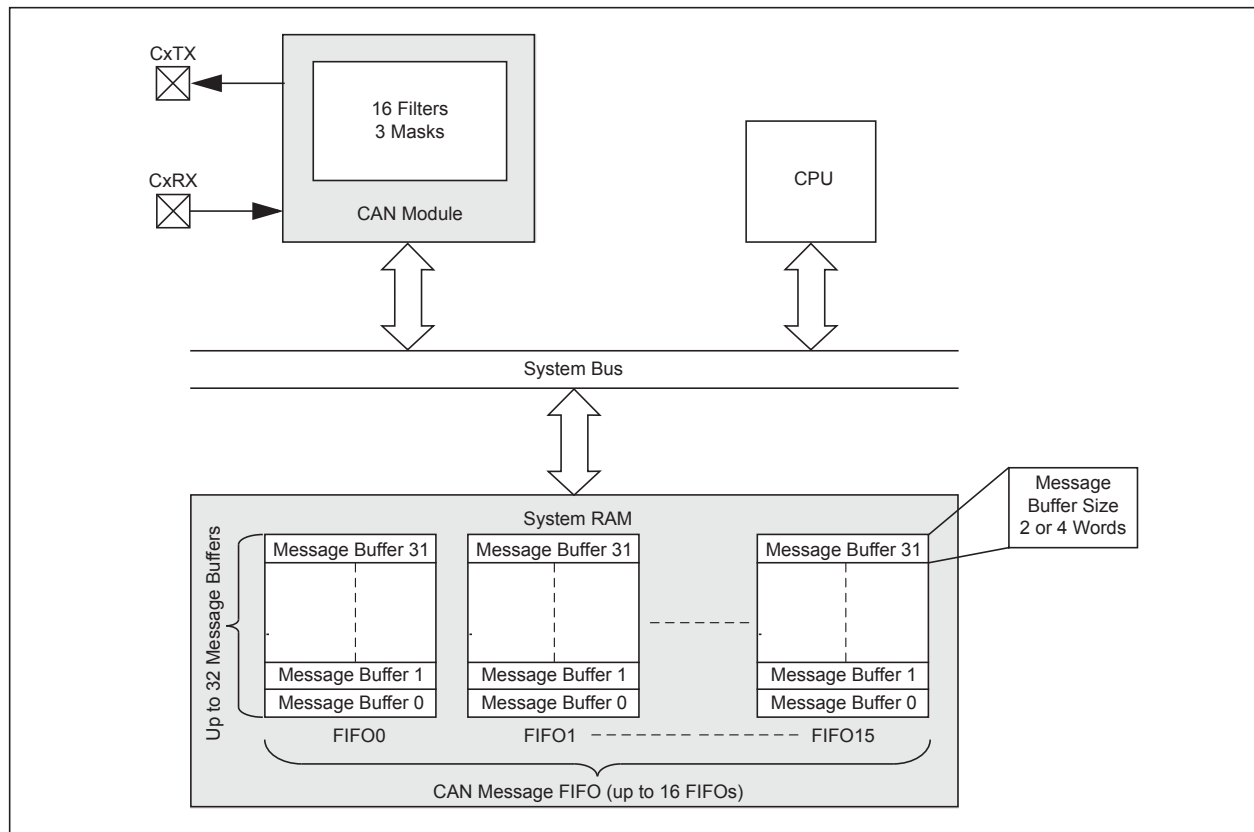 CxTX
16 Filters
3 Masks
CPU
CxRX
CAN Module
System Bus
Message
Buffer Size
2 or 4 Words
System RAM
Up to 32 Message Buffers
Message Buffer 31
Message Buffer 31
Message Buffer 31
Message Buffer 1
Message Buffer 1
Message Buffer 1
Message Buffer 0
Message Buffer 0
Message Buffer 0
FIFO0
FIFO1
FIFO15
CAN Message FIFO (up to 16 FIFOs)